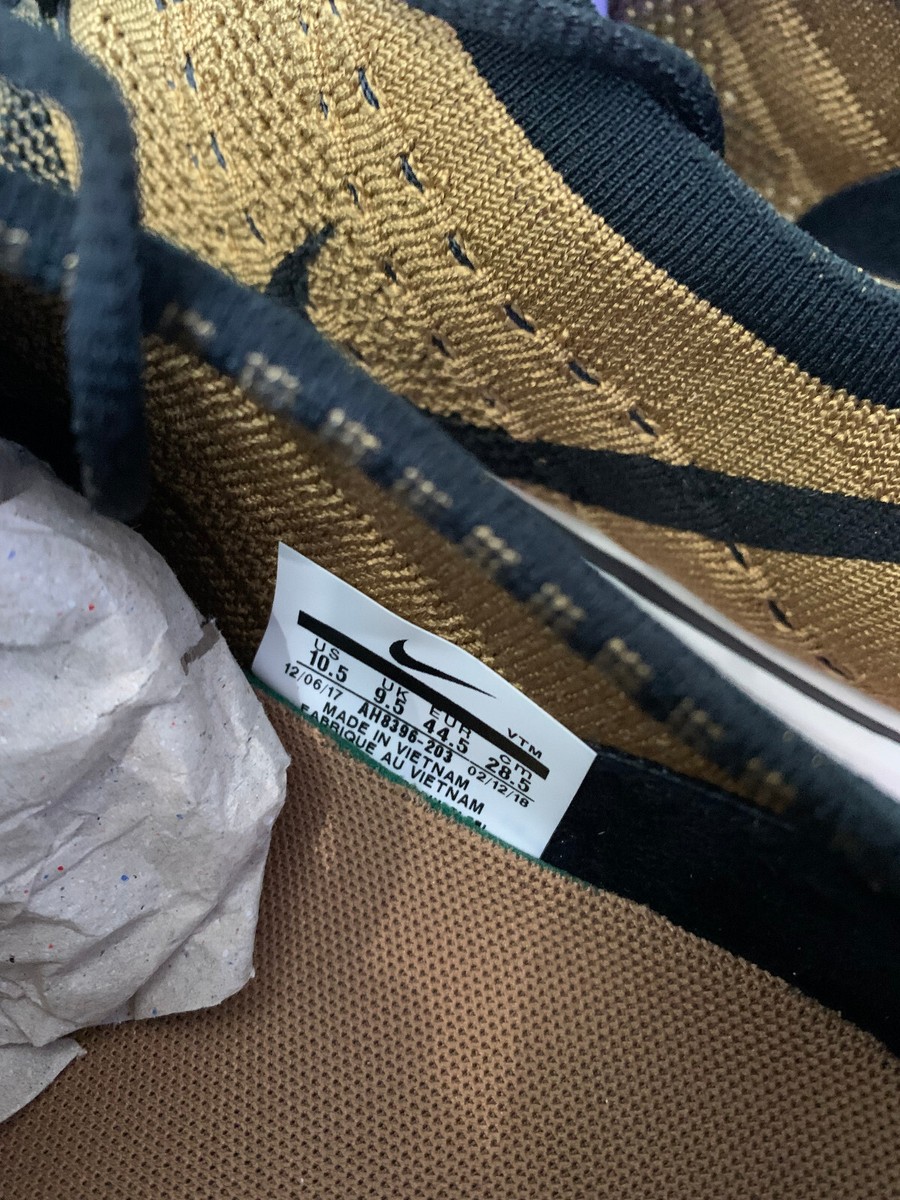 US UK EUR cm VTM
10.5 9.5 44.5 28.5
12/06/17 AH8396-203 02/12/18
MADE IN VIETNAM
FABRIQUÉ AU VIETNAM